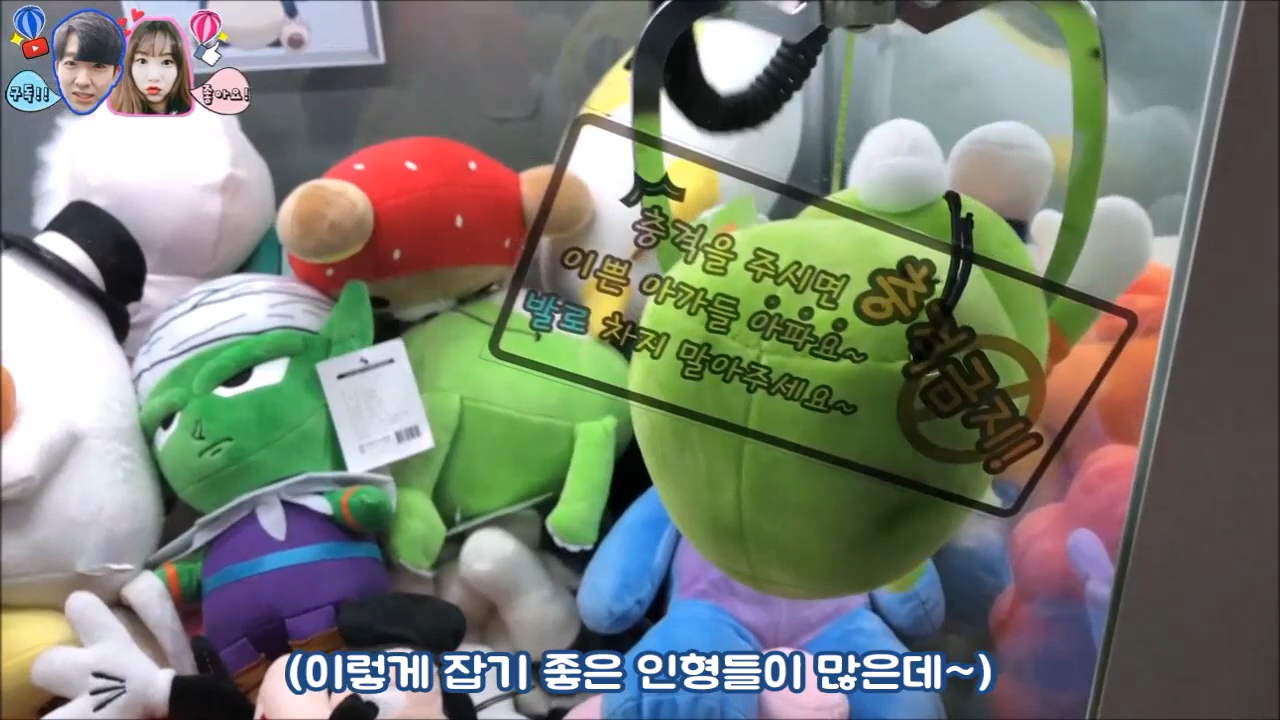 구독!!
좋아요!
충격을 주시면
이쁜 아가들 아파요~
발로 차지 말아주세요~
충격금지!
(이렇게 잡기 좋은 인형들이 많은데~)